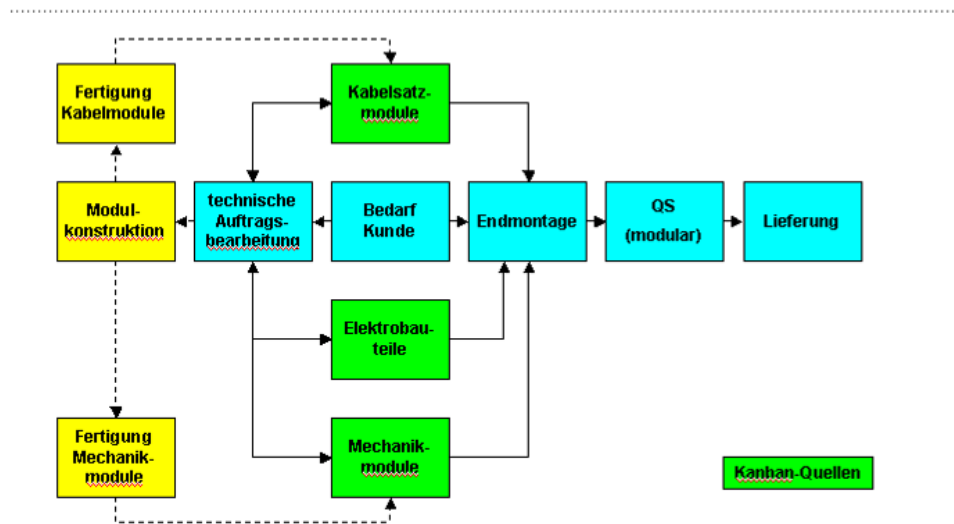 Fertigung
Kabelmodule
Kabelsatz-
module
Modul-
konstruktion
technische
Auftrags-
bearbeitung
Bedarf
Kunde
Endmontage
QS
(modular)
Lieferung
Elektrobau-
teile
Fertigung
Mechanik-
module
Mechanik-
module
Kanban-Quellen